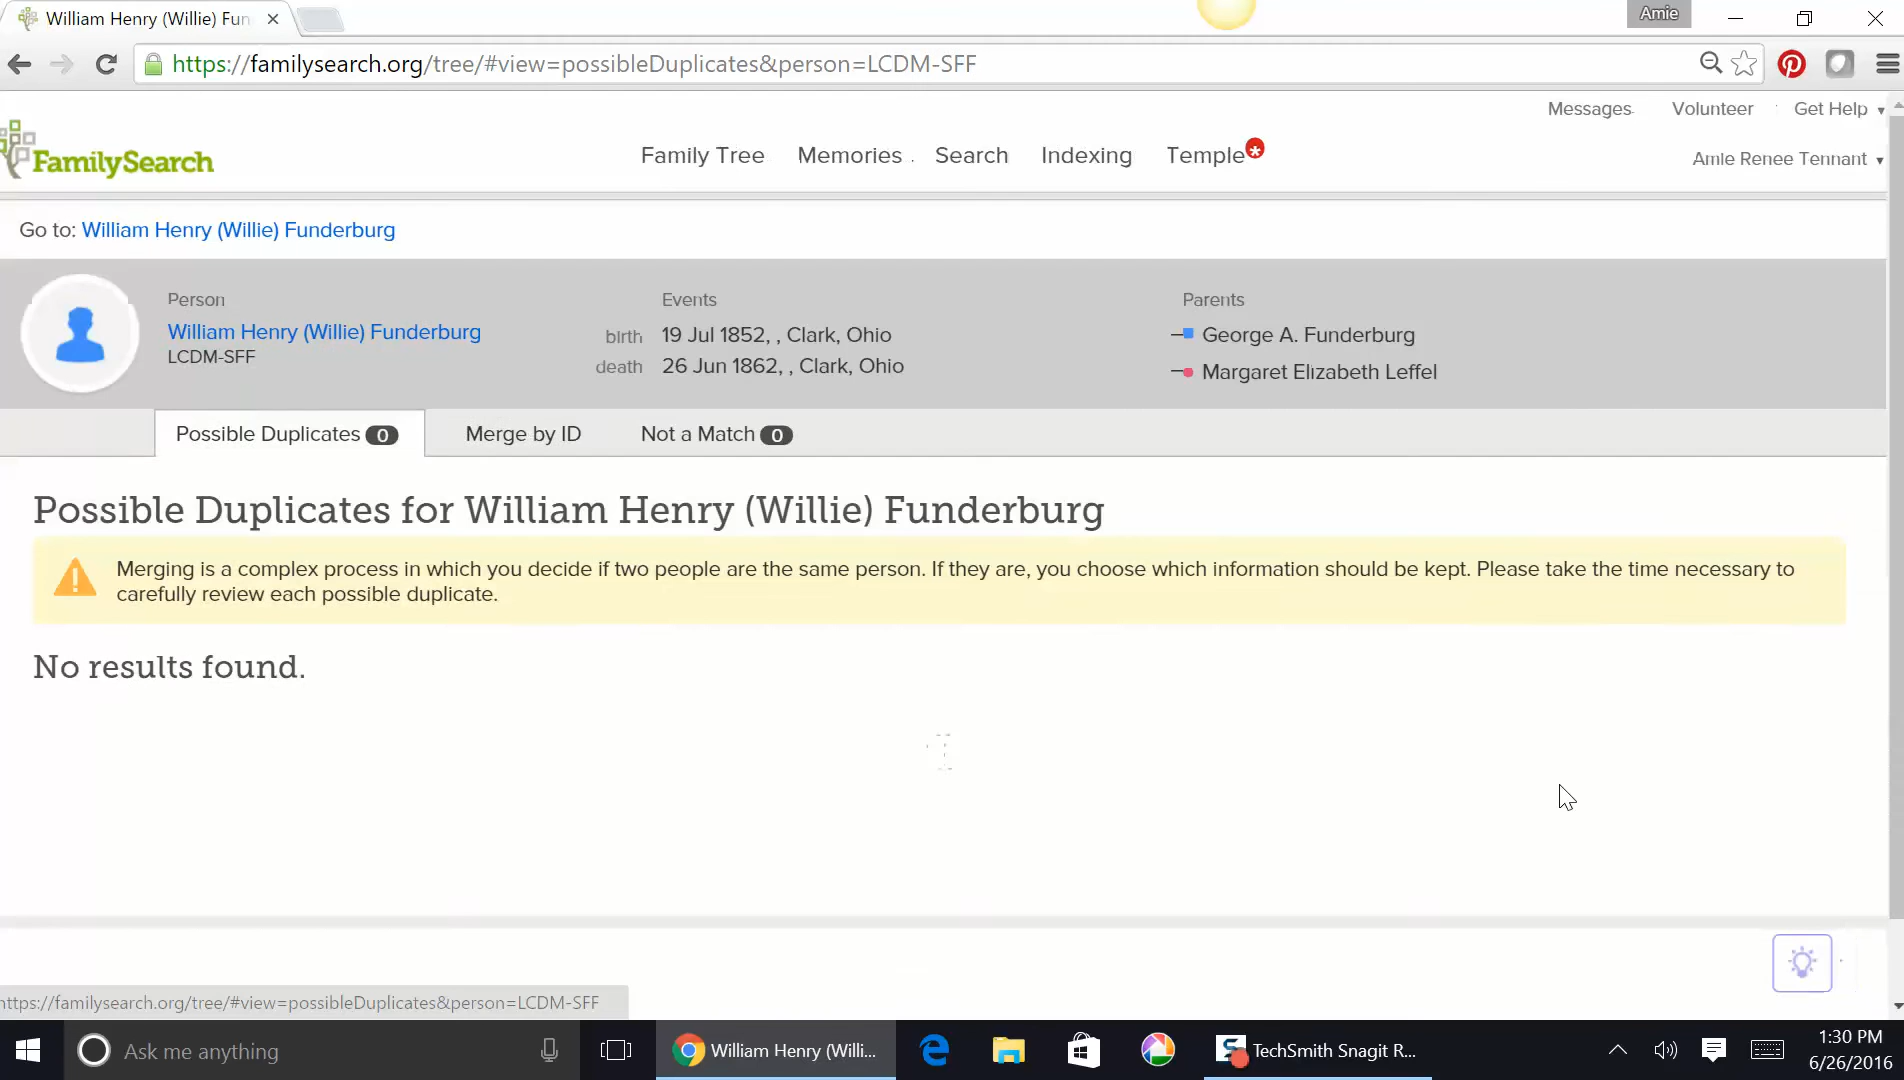 William Henry (Willie) Fun
Amie
https://familysearch.org/tree/#view=possibleDuplicates&person=LCDM-SFF
Messages
Volunteer
Get Help
FamilySearch
Family Tree
Memories
Search
Indexing
Temple
Amie Renee Tennant
Go to: William Henry (Willie) Funderburg
Person
Events
Parents
William Henry (Willie) Funderburg
LCDM-SFF
birth 19 Jul 1852, , Clark, Ohio
death 26 Jun 1862, , Clark, Ohio
George A. Funderburg
Margaret Elizabeth Leffel
Possible Duplicates 0
Merge by ID
Not a Match 0
Possible Duplicates for William Henry (Willie) Funderburg
Merging is a complex process in which you decide if two people are the same person. If they are, you choose which information should be kept. Please take the time necessary to
carefully review each possible duplicate.
No results found.
https://familysearch.org/tree/#view=possibleDuplicates&person=LCDM-SFF
Ask me anything
William Henry (Willi...
TechSmith Snagit R...
1:30 PM
6/26/2016